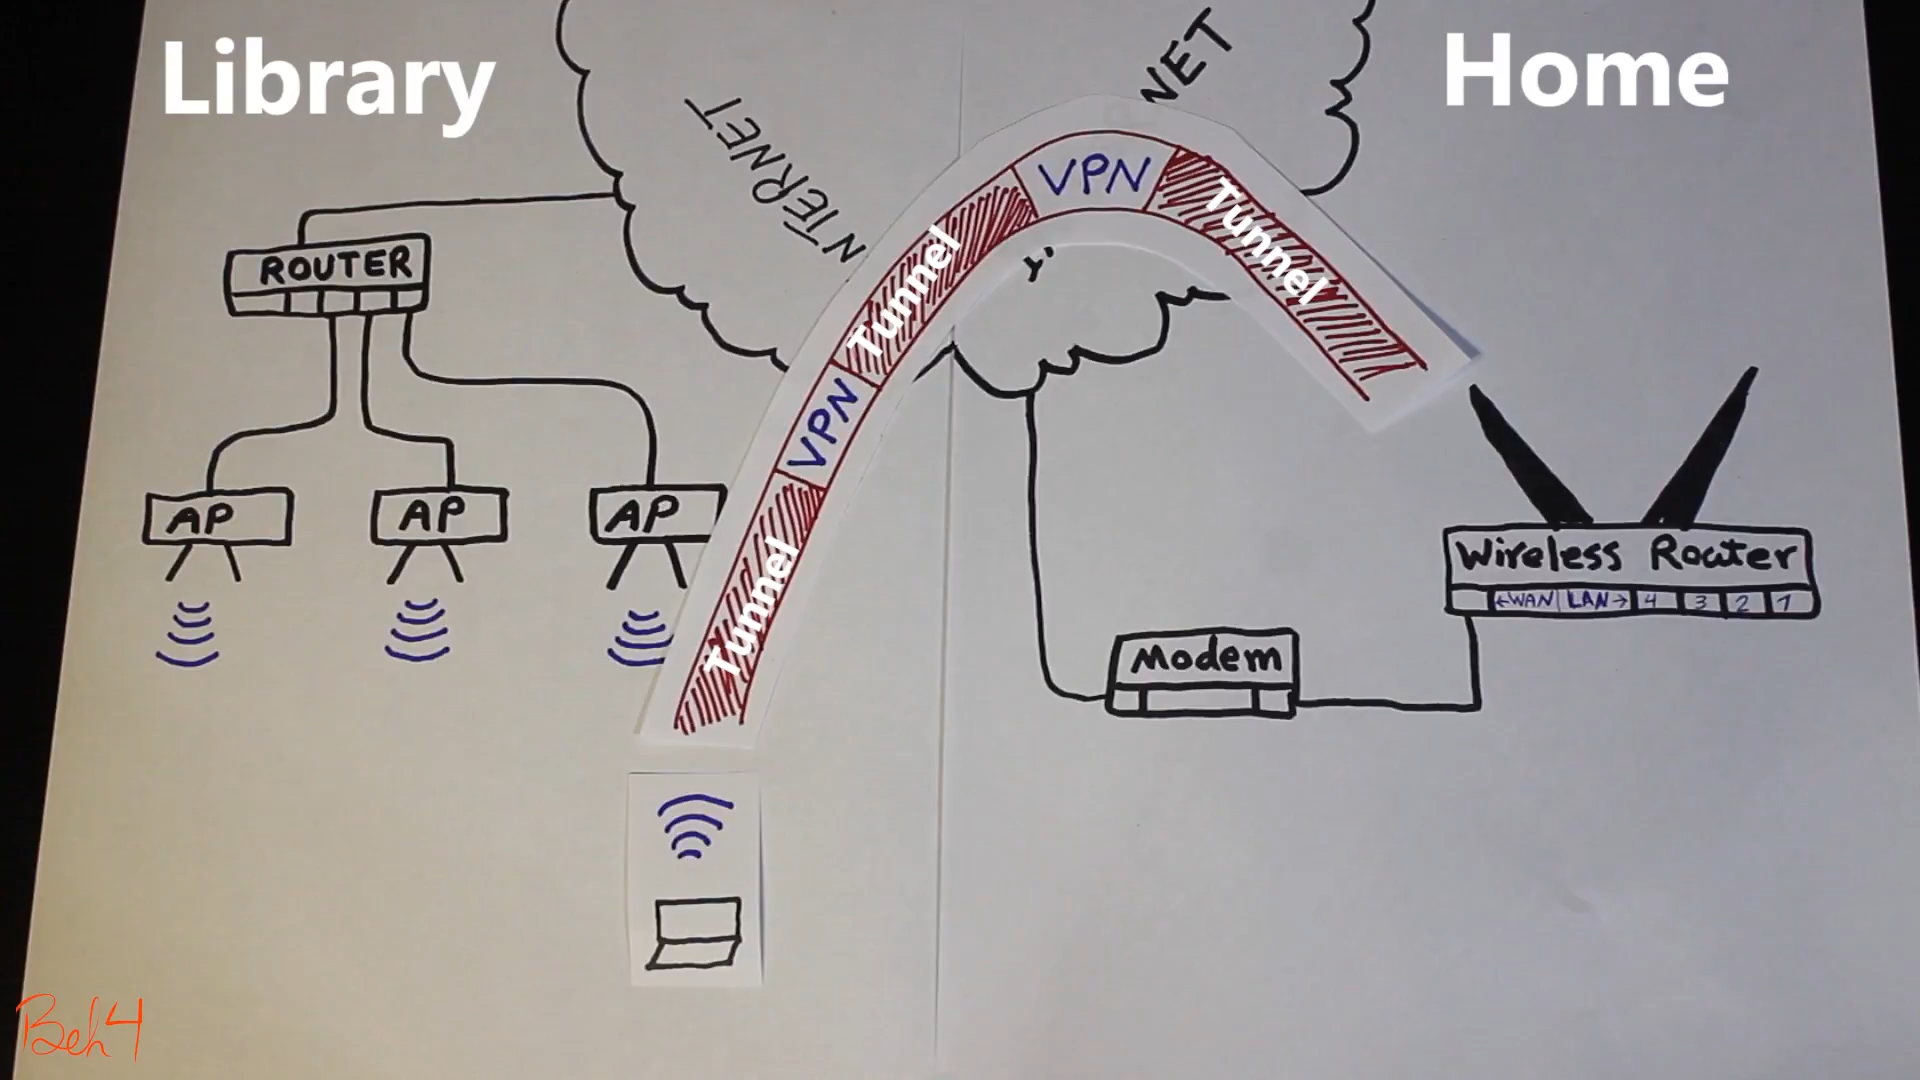 Library
Home
NTERNET
NET
VPN
Tunnel
Tunnel
ROUTER
VPN
AP
AP
AP
Tunnel
Wireless Router
←WAN LAN→ 4 3 2 1
Modem
Beh4